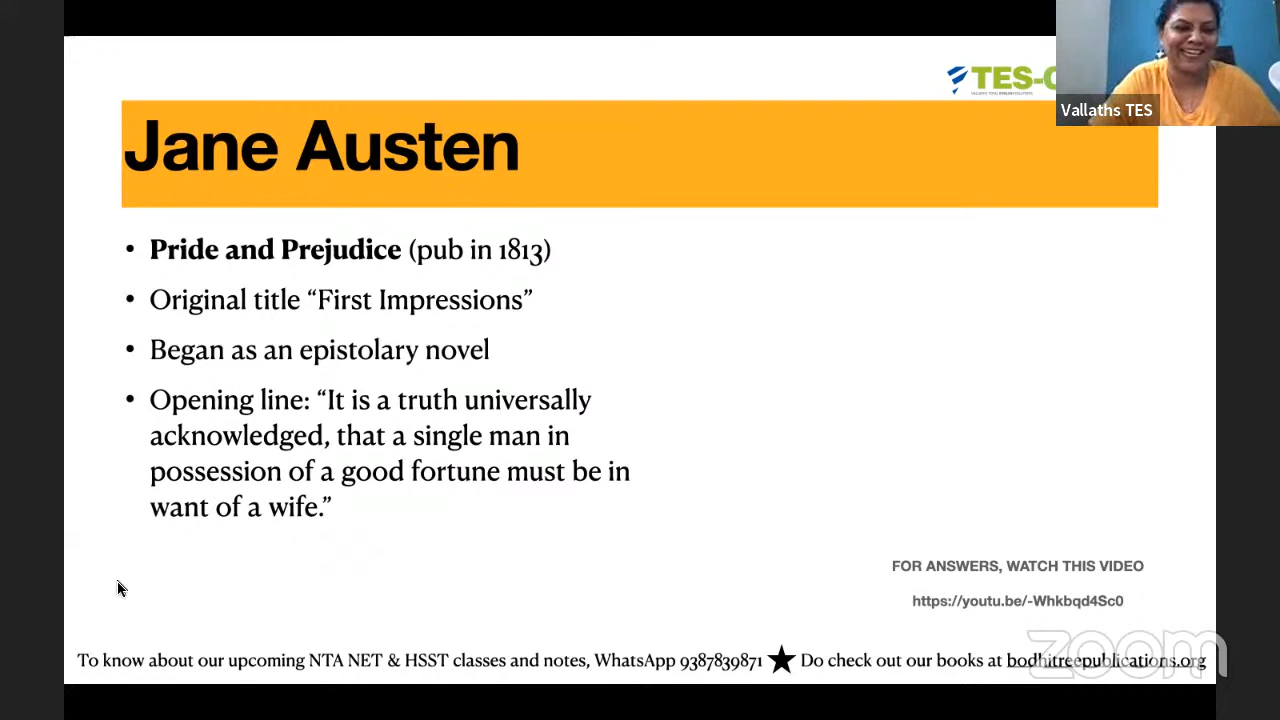 TES-
Vallaths TES
Jane Austen
• Pride and Prejudice (pub in 1813)
• Original title “First Impressions”
• Began as an epistolary novel
• Opening line: “It is a truth universally
acknowledged, that a single man in
possession of a good fortune must be in
want of a wife.”
FOR ANSWERS, WATCH THIS VIDEO
https://youtu.be/-Whkbqd4Sc0
zoom
To know about our upcoming NTA NET & HSST classes and notes, WhatsApp 9387839871 ★ Do check out our books at bodhitreepublications.org